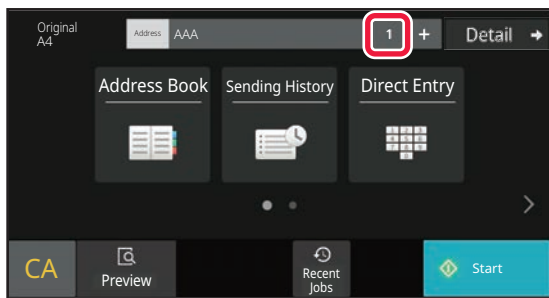 Original
A4
Address AAA 1 + Detail
Address Book Sending History Direct Entry
CA Preview Recent
Jobs Start